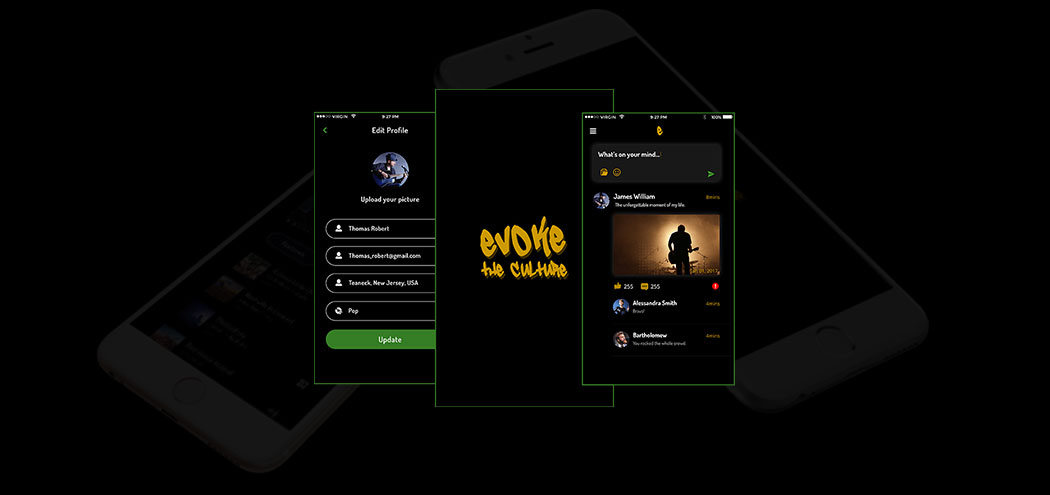 VIRGIN
9:27 PM
Edit Profile
Upload your picture
Thomas Robert
Thomas_robert@gmail.com
Teaneck, New Jersey, USA
Pop
Update
evoke
the culture
VIRGIN
9:27 PM
100%
e
What's on your mind...
James William
8mins
The unforgettable moment of my life.
255
255
Alessandra Smith
4mins
Bravo!
Bartholomew
4mins
You rocked the whole crowd.